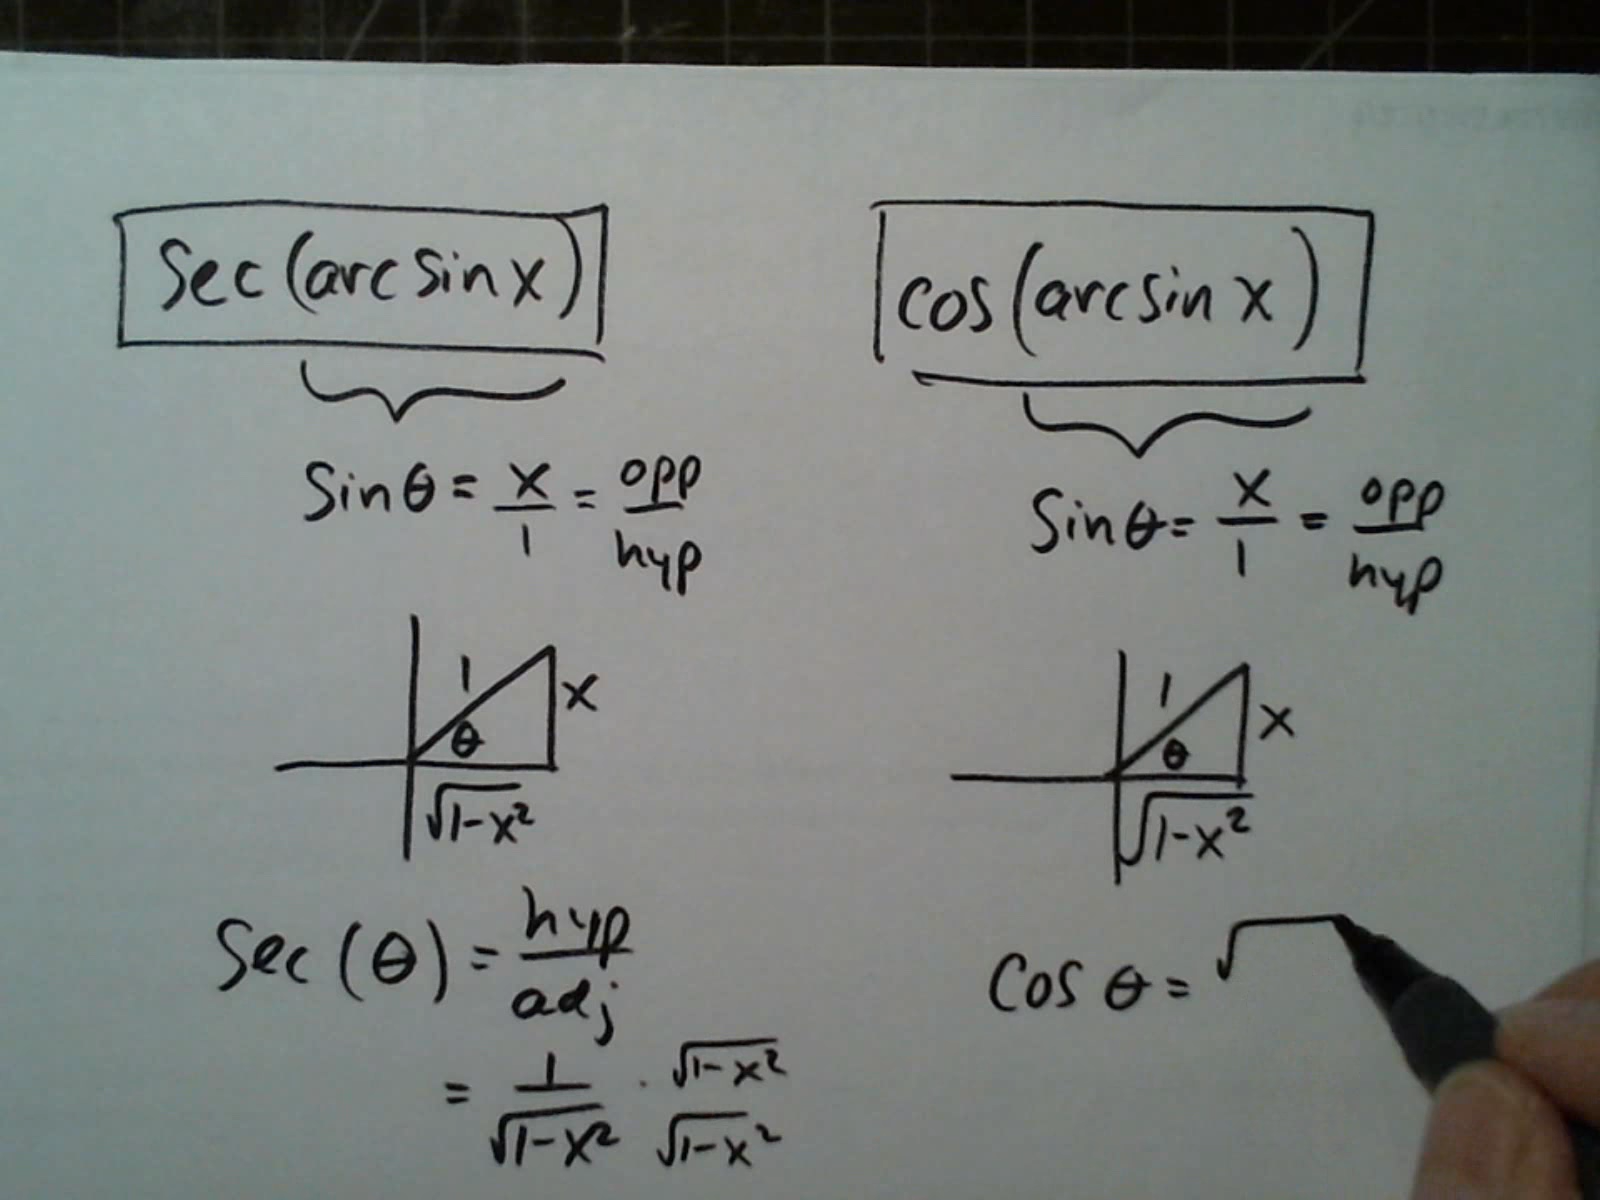 sec(arcsin x)
sinθ = x/1 = opp/hyp
1
x
θ
√1-x²
sec(θ) = hyp/adj
= 1/√1-x² · √1-x²/√1-x²
cos(arcsin x)
sinθ = x/1 = opp/hyp
1
x
θ
√1-x²
cos θ = √